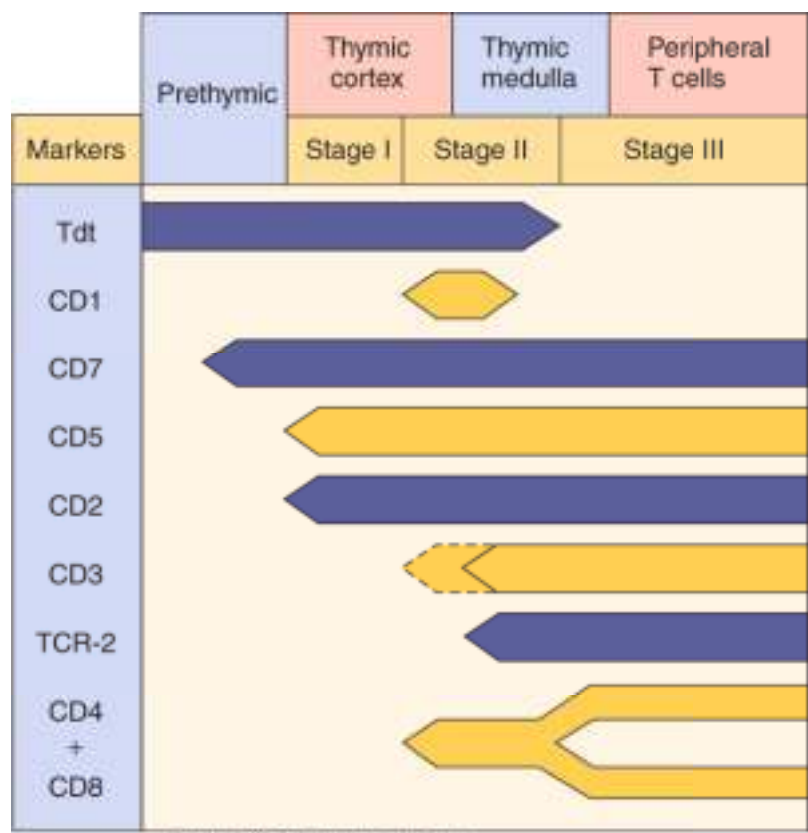 Prethymic
Thymic
cortex
Thymic
medulla
Peripheral
T cells
Markers
Stage I
Stage II
Stage III
Tdt
CD1
CD7
CD5
CD2
CD3
TCR-2
CD4
+
CD8